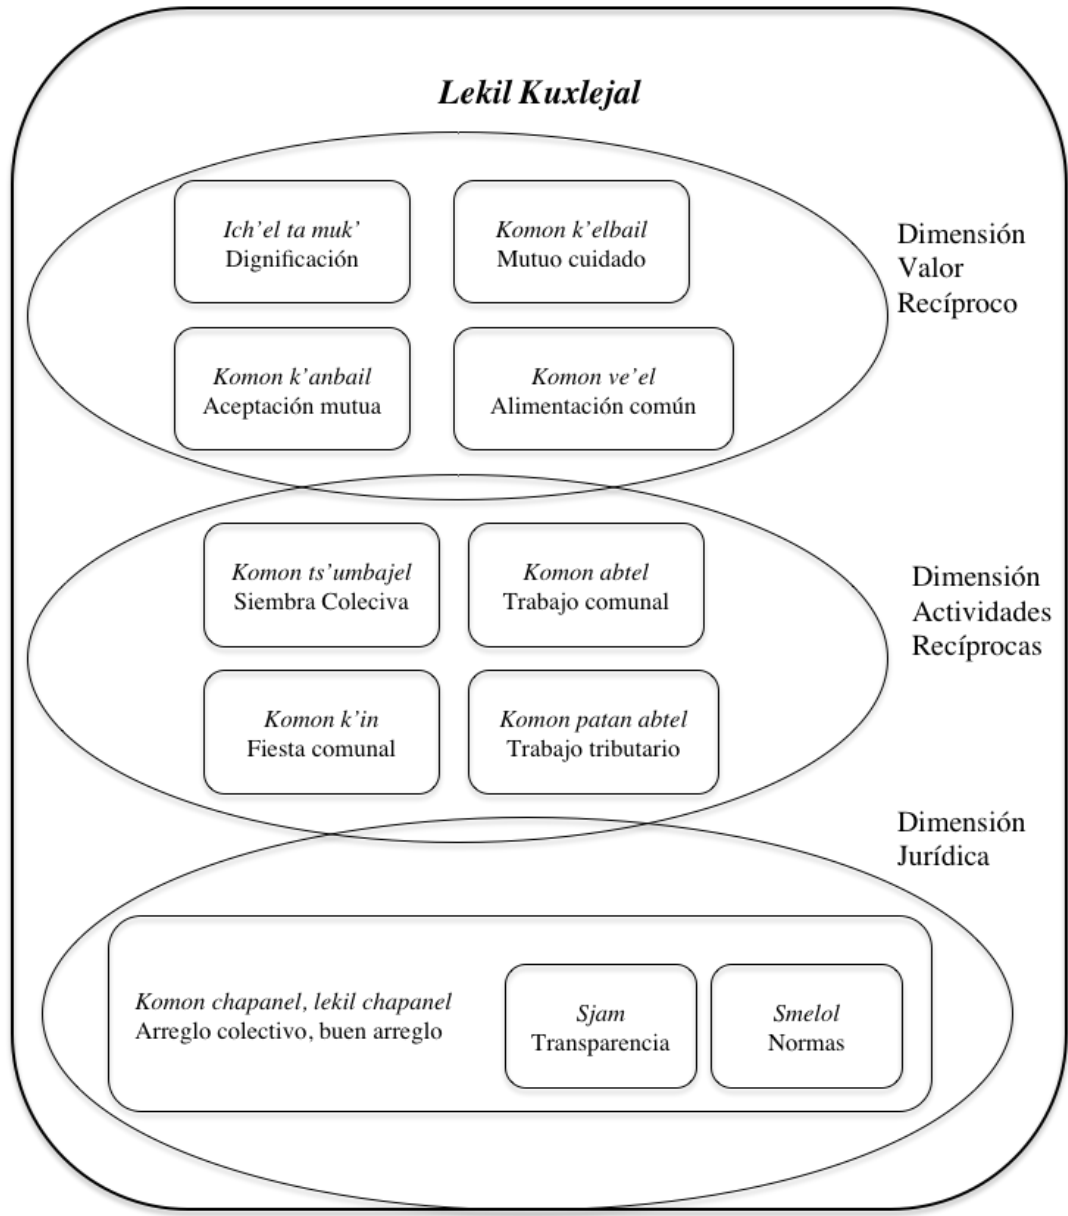 Lekil Kuxlejal
Ich’el ta muk’
Dignificación
Komon k’elbail
Mutuo cuidado
Dimensión
Valor
Recíproco
Komon k’anbail
Aceptación mutua
Komon ve’el
Alimentación común
Komon ts’umbajel
Siembra Coleciva
Komon abtel
Trabajo comunal
Dimensión
Actividades
Recíprocas
Komon k’in
Fiesta comunal
Komon patan abtel
Trabajo tributario
Dimensión
Jurídica
Komon chapanel, lekil chapanel
Arreglo colectivo, buen arreglo
Sjam
Transparencia
Smelol
Normas